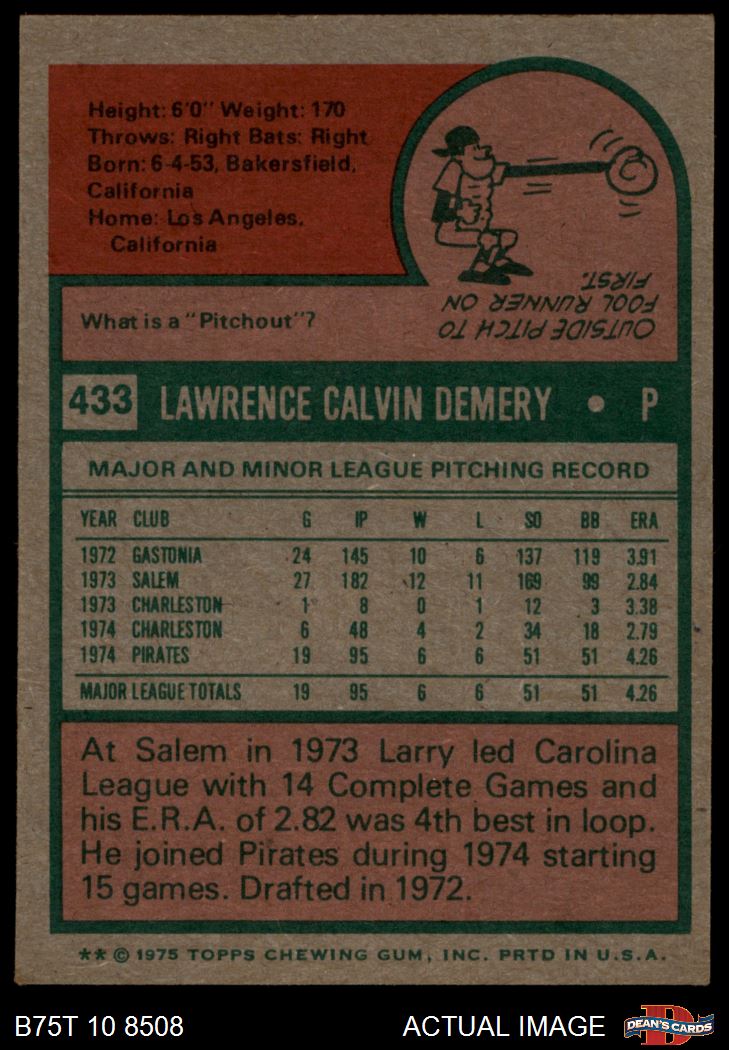 Height: 6'0" Weight: 170
Throws: Right Bats: Right
Born: 6-4-53, Bakersfield,
California
Home: Los Angeles,
California
What is a "Pitchout"?
OUTSIDE PITCH TO
FOOL RUNNER ON
FIRST.
433 LAWRENCE CALVIN DEMERY • P
MAJOR AND MINOR LEAGUE PITCHING RECORD
YEAR CLUB G IP W L SO BB ERA
1972 GASTONIA 24 145 10 6 137 119 3.91
1973 SALEM 27 182 12 11 169 99 2.84
1973 CHARLESTON 1 8 0 1 12 3 3.38
1974 CHARLESTON 6 48 4 2 34 18 2.79
1974 PIRATES 19 95 6 6 51 51 4.26
MAJOR LEAGUE TOTALS 19 95 6 6 51 51 4.26
At Salem in 1973 Larry led Carolina
League with 14 Complete Games and
his E.R.A. of 2.82 was 4th best in loop.
He joined Pirates during 1974 starting
15 games. Drafted in 1972.
** © 1975 TOPPS CHEWING GUM, INC. PRTD IN U.S.A.
B75T 10 8508 ACTUAL IMAGE DEAN'S CARDS